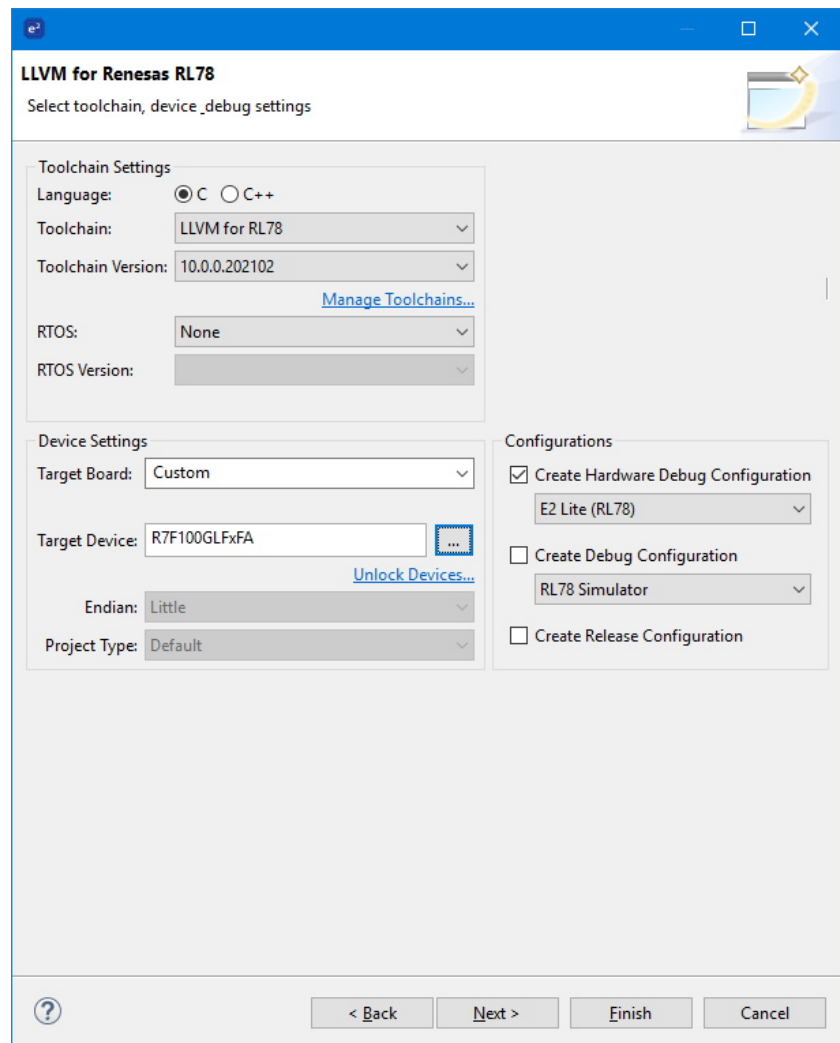 e²
LLVM for Renesas RL78
Select toolchain, device _debug settings
Toolchain Settings
Language: C C++
Toolchain: LLVM for RL78
Toolchain Version: 10.0.0.202102
Manage Toolchains...
RTOS: None
RTOS Version:
Device Settings
Target Board: Custom
Target Device: R7F100GLFxFA ...
Unlock Devices...
Endian: Little
Project Type: Default
Configurations
Create Hardware Debug Configuration
E2 Lite (RL78)
Create Debug Configuration
RL78 Simulator
Create Release Configuration
? < Back Next > Finish Cancel